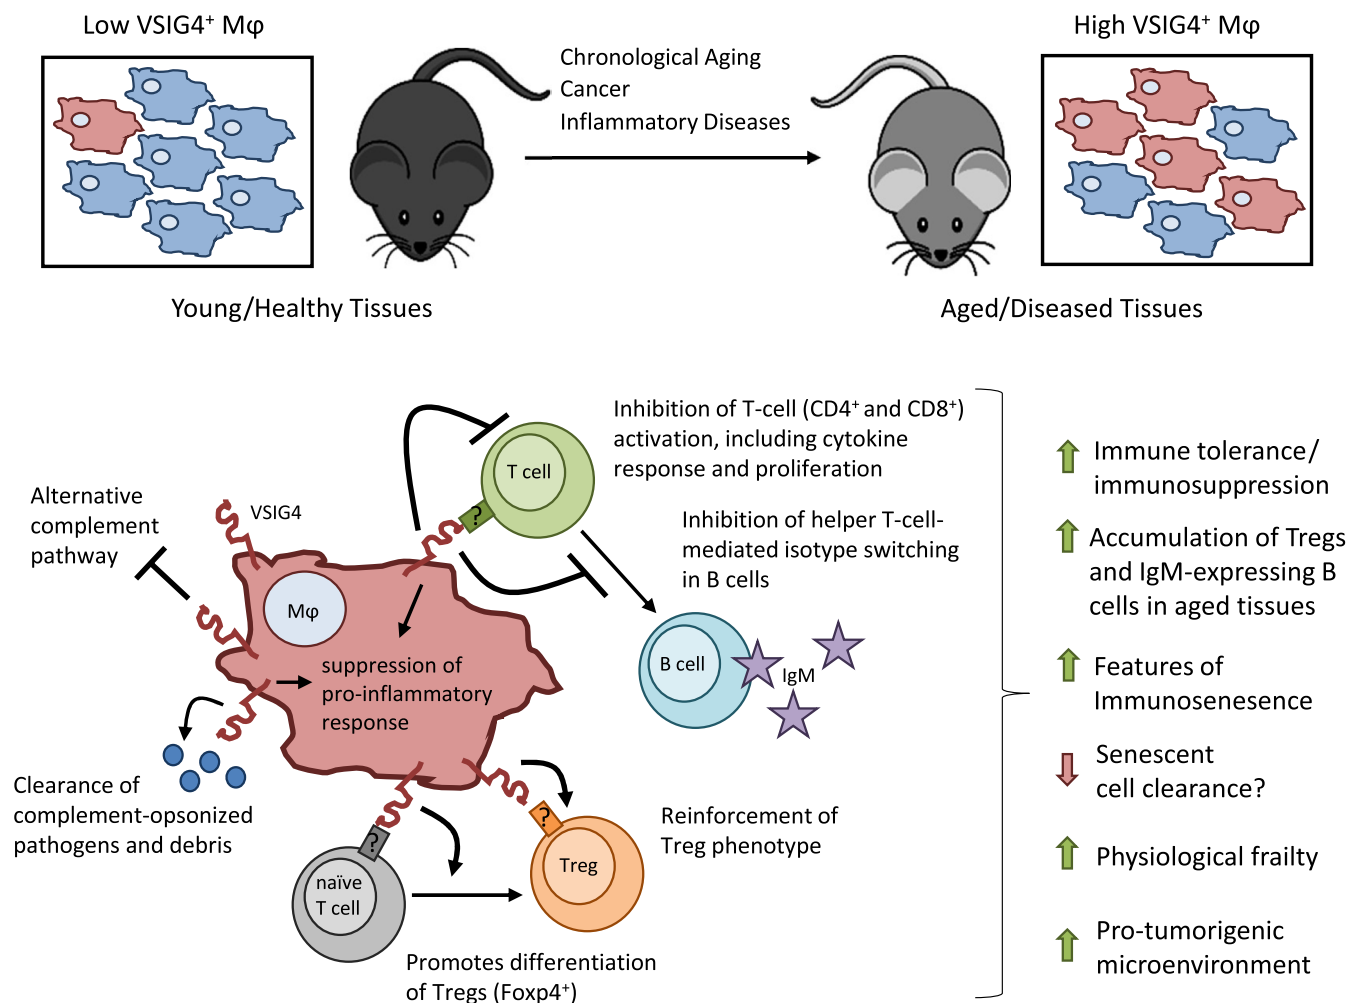 Low VSIG4⁺ Mφ
High VSIG4⁺ Mφ
Chronological Aging
Cancer
Inflammatory Diseases
Young/Healthy Tissues
Aged/Diseased Tissues
Inhibition of T-cell (CD4⁺ and CD8⁺)
activation, including cytokine
response and proliferation
T cell
?
Alternative
complement
pathway
VSIG4
Inhibition of helper T-cell-
mediated isotype switching
in B cells
Mφ
suppression of
pro-inflammatory
response
B cell
IgM
Clearance of
complement-opsonized
pathogens and debris
?
naïve
T cell
?
Treg
Reinforcement of
Treg phenotype
Promotes differentiation
of Tregs (Foxp4⁺)
Immune tolerance/
immunosuppression
Accumulation of Tregs
and IgM-expressing B
cells in aged tissues
Features of
Immunosenesence
Senescent
cell clearance?
Physiological frailty
Pro-tumorigenic
microenvironment